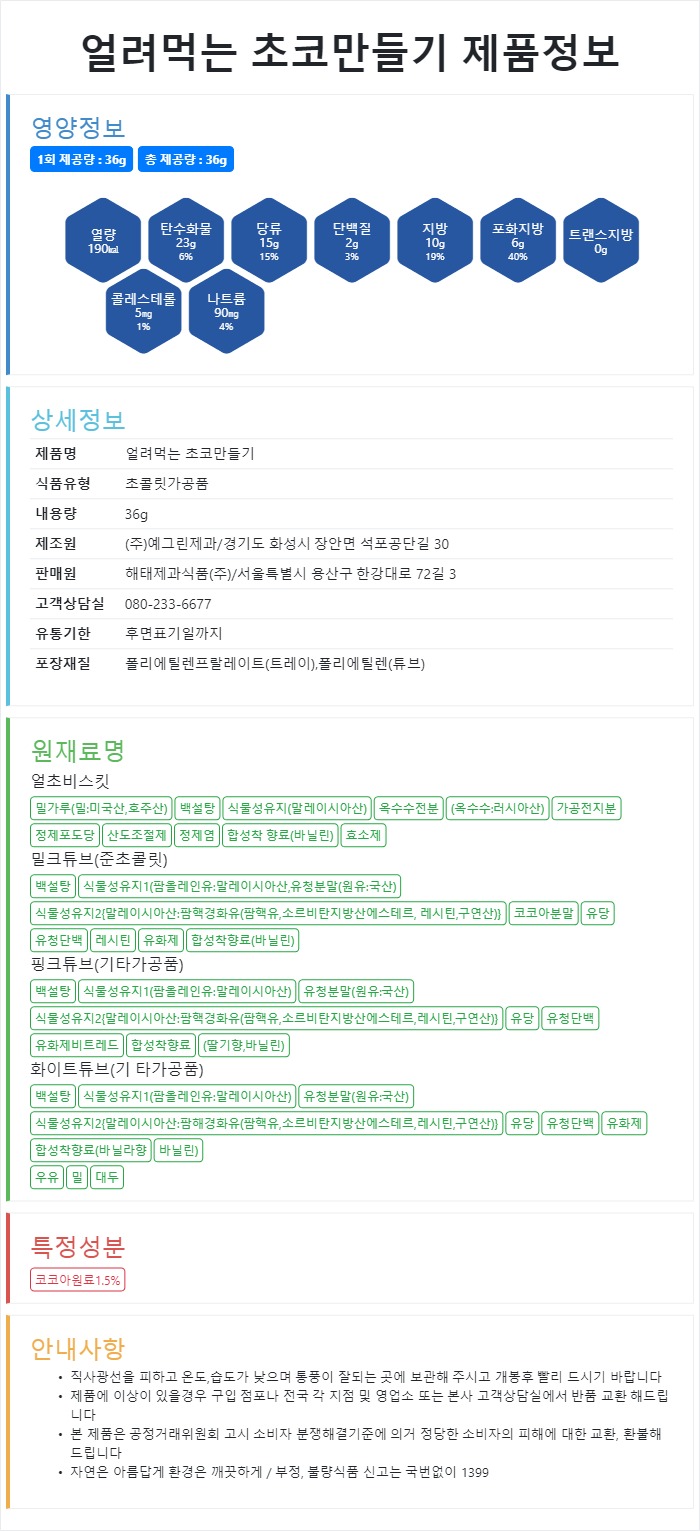 얼려먹는 초코만들기 제품정보
영양정보
1회 제공량 : 36g 총 제공량 : 36g
열량
190㎉
탄수화물
23g
6%
당류
15g
15%
단백질
2g
3%
지방
10g
19%
포화지방
6g
40%
트랜스지방
0g
콜레스테롤
5㎎
1%
나트륨
90㎎
4%
상세정보
제품명 얼려먹는 초코만들기
식품유형 초콜릿가공품
내용량 36g
제조원 (주)예그린제과/경기도 화성시 장안면 석포공단길 30
판매원 해태제과식품(주)/서울특별시 용산구 한강대로 72길 3
고객상담실 080-233-6677
유통기한 후면표기일까지
포장재질 폴리에틸렌프탈레이트(트레이),폴리에틸렌(튜브)
원재료명
얼초비스킷
밀가루(밀:미국산,호주산) 백설탕 식물성유지(말레이시아산) 옥수수전분 (옥수수:러시아산) 가공전지분
정제포도당 산도조절제 정제염 합성착 향료(바닐린) 효소제
밀크튜브(준초콜릿)
백설탕 식물성유지1(팜올레인유:말레이시아산,유청분말(원유:국산)
식물성유지2{말레이시아산:팜핵경화유(팜핵유,소르비탄지방산에스테르, 레시틴,구연산)} 코코아분말 유당
유청단백 레시틴 유화제 합성착향료(바닐린)
핑크튜브(기타가공품)
백설탕 식물성유지1(팜올레인유:말레이시아산) 유청분말(원유:국산)
식물성유지2{말레이시아산:팜핵경화유(팜핵유,소르비탄지방산에스테르,레시틴,구연산)} 유당 유청단백
유화제비트레드 합성착향료 (딸기향,바닐린)
화이트튜브(기 타가공품)
백설탕 식물성유지1(팜올레인유:말레이시아산) 유청분말(원유:국산)
식물성유지2{말레이시아산:팜해경화유(팜핵유,소르비탄지방산에스테르,레시틴,구연산)} 유당 유청단백 유화제
합성착향료(바닐라향 바닐린)
우유 밀 대두
특정성분
코코아원료1.5%
안내사항
• 직사광선을 피하고 온도,습도가 낮으며 통풍이 잘되는 곳에 보관해 주시고 개봉후 빨리 드시기 바랍니다
• 제품에 이상이 있을경우 구입 점포나 전국 각 지점 및 영업소 또는 본사 고객상담실에서 반품 교환 해드립
니다
• 본 제품은 공정거래위원회 고시 소비자 분쟁해결기준에 의거 정당한 소비자의 피해에 대한 교환, 환불해
드립니다
• 자연은 아름답게 환경은 깨끗하게 / 부정, 불량식품 신고는 국번없이 1399